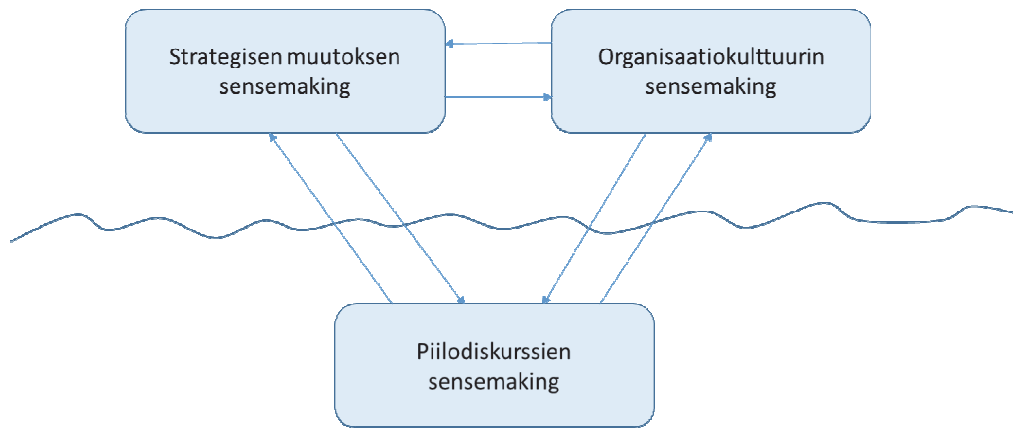 Strategisen muutoksen
sensemaking
Organisaatiokulttuurin
sensemaking
Piilodiskurssien
sensemaking